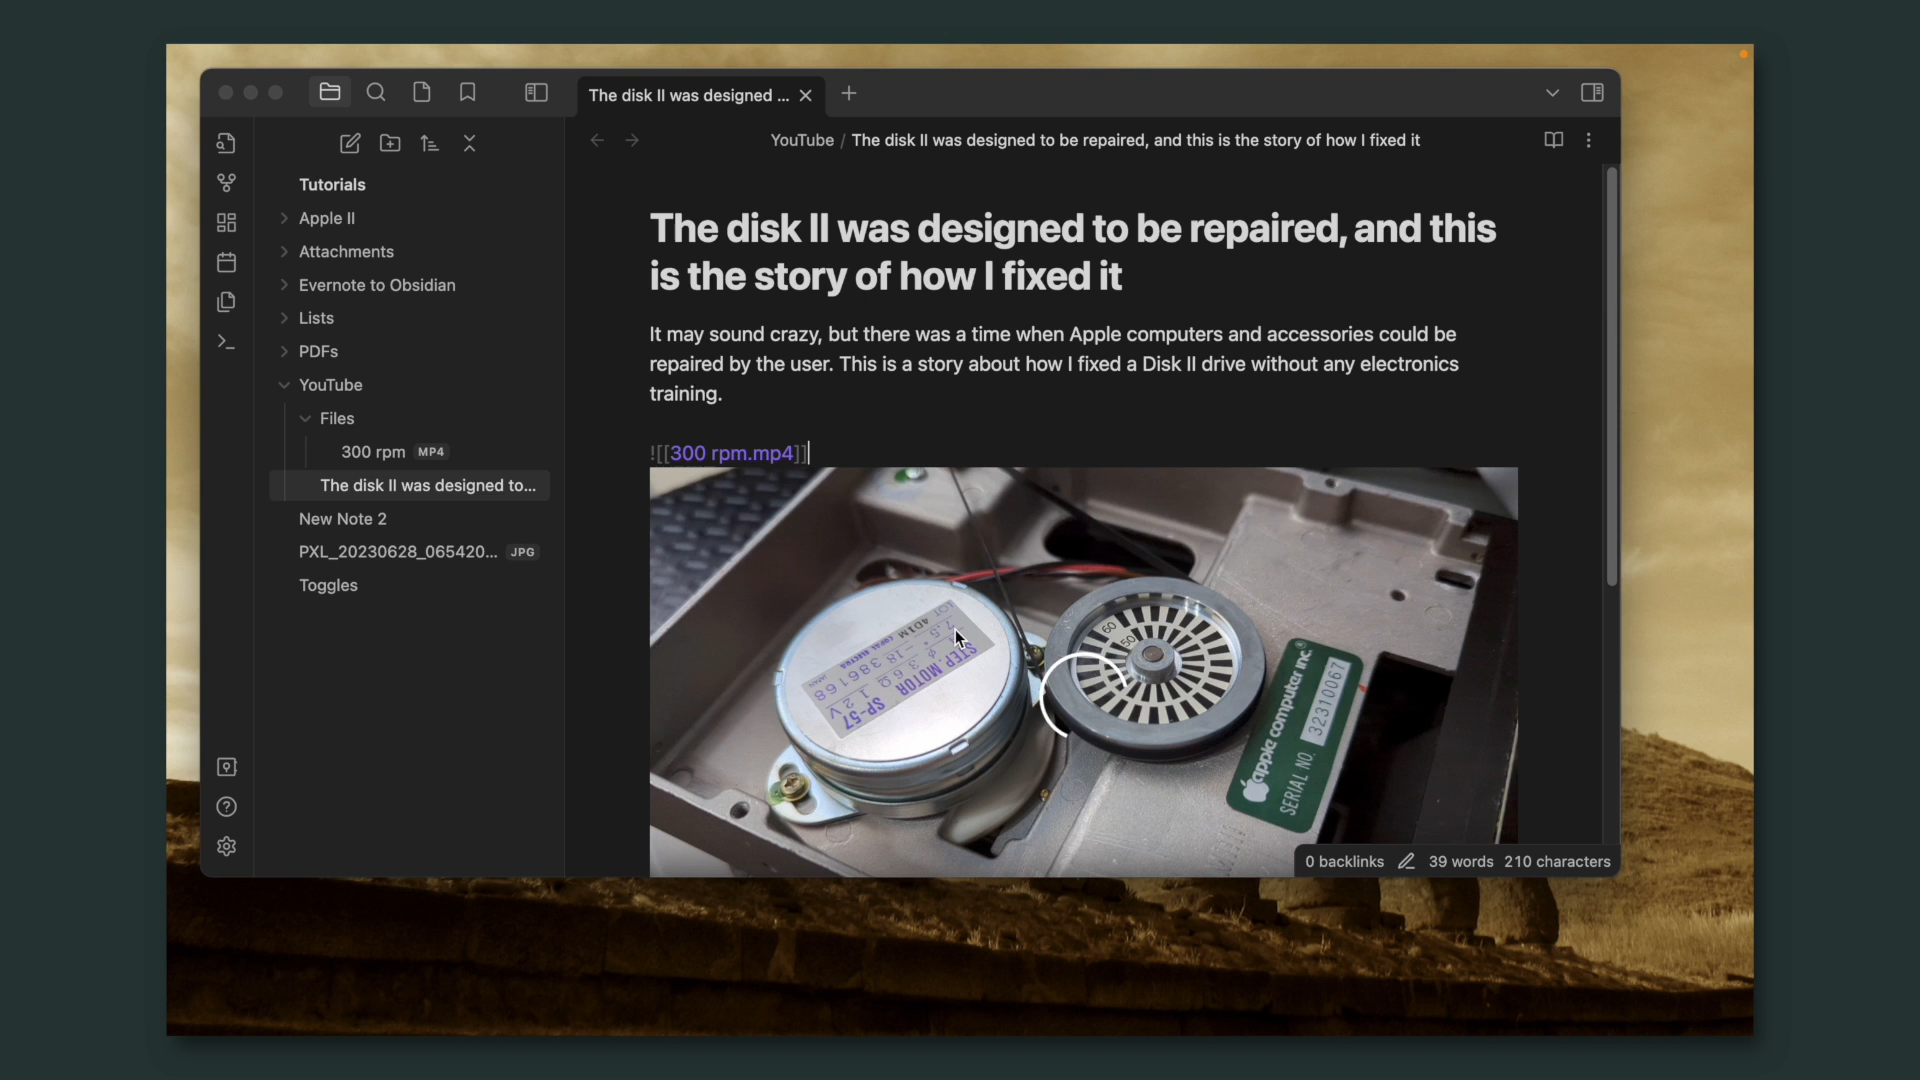 The disk II was designed ...
YouTube / The disk II was designed to be repaired, and this is the story of how I fixed it
Tutorials
Apple II
Attachments
Evernote to Obsidian
Lists
PDFs
YouTube
Files
300 rpm MP4
The disk II was designed to...
New Note 2
PXL_20230628_065420... JPG
Toggles
The disk II was designed to be repaired, and this
is the story of how I fixed it
It may sound crazy, but there was a time when Apple computers and accessories could be
repaired by the user. This is a story about how I fixed a Disk II drive without any electronics
training.
![[300 rpm.mp4]]
STEP. MOTOR
SP-57
60
50
apple computer inc.
SERIAL NO. 32310067
0 backlinks 39 words 210 characters